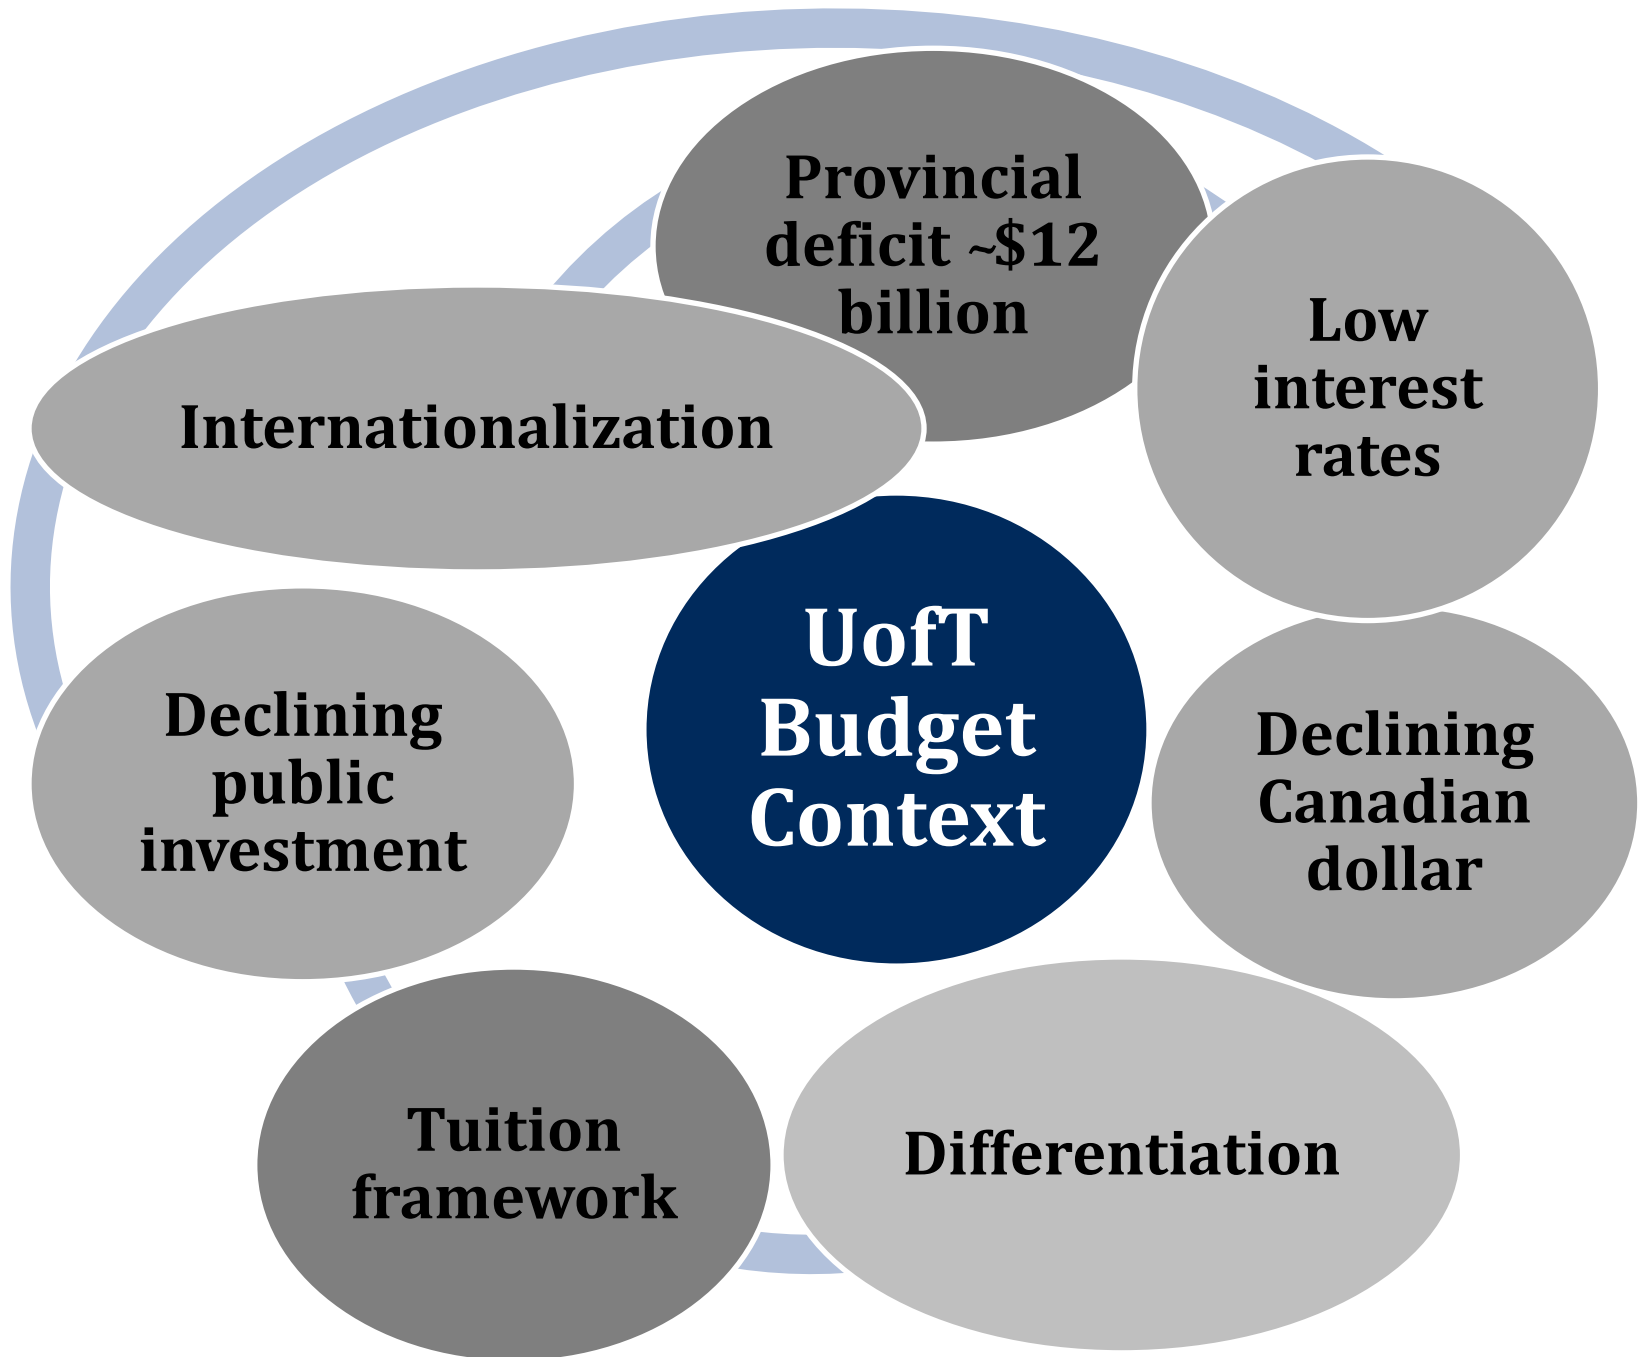 Provincial
deficit ~$12
billion
Low
interest
rates
Internationalization
UofT
Budget
Context
Declining
public
investment
Declining
Canadian
dollar
Tuition
framework
Differentiation